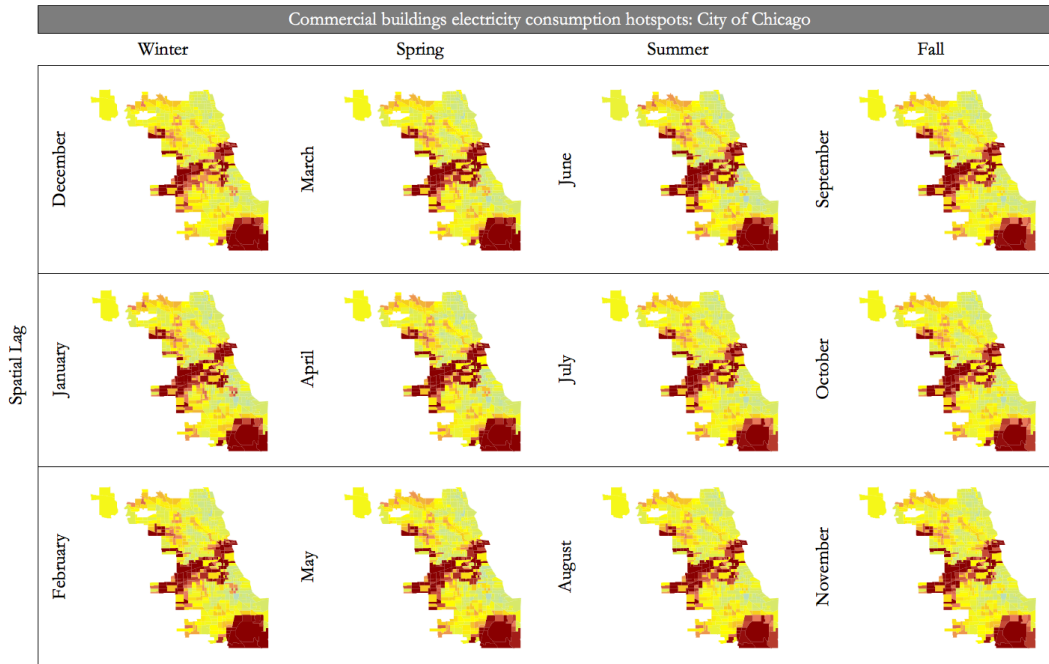 Commercial buildings electricity consumption hotspots: City of Chicago
Winter
Spring
Summer
Fall
Spatial Lag
December
March
June
September
January
April
July
October
February
May
August
November